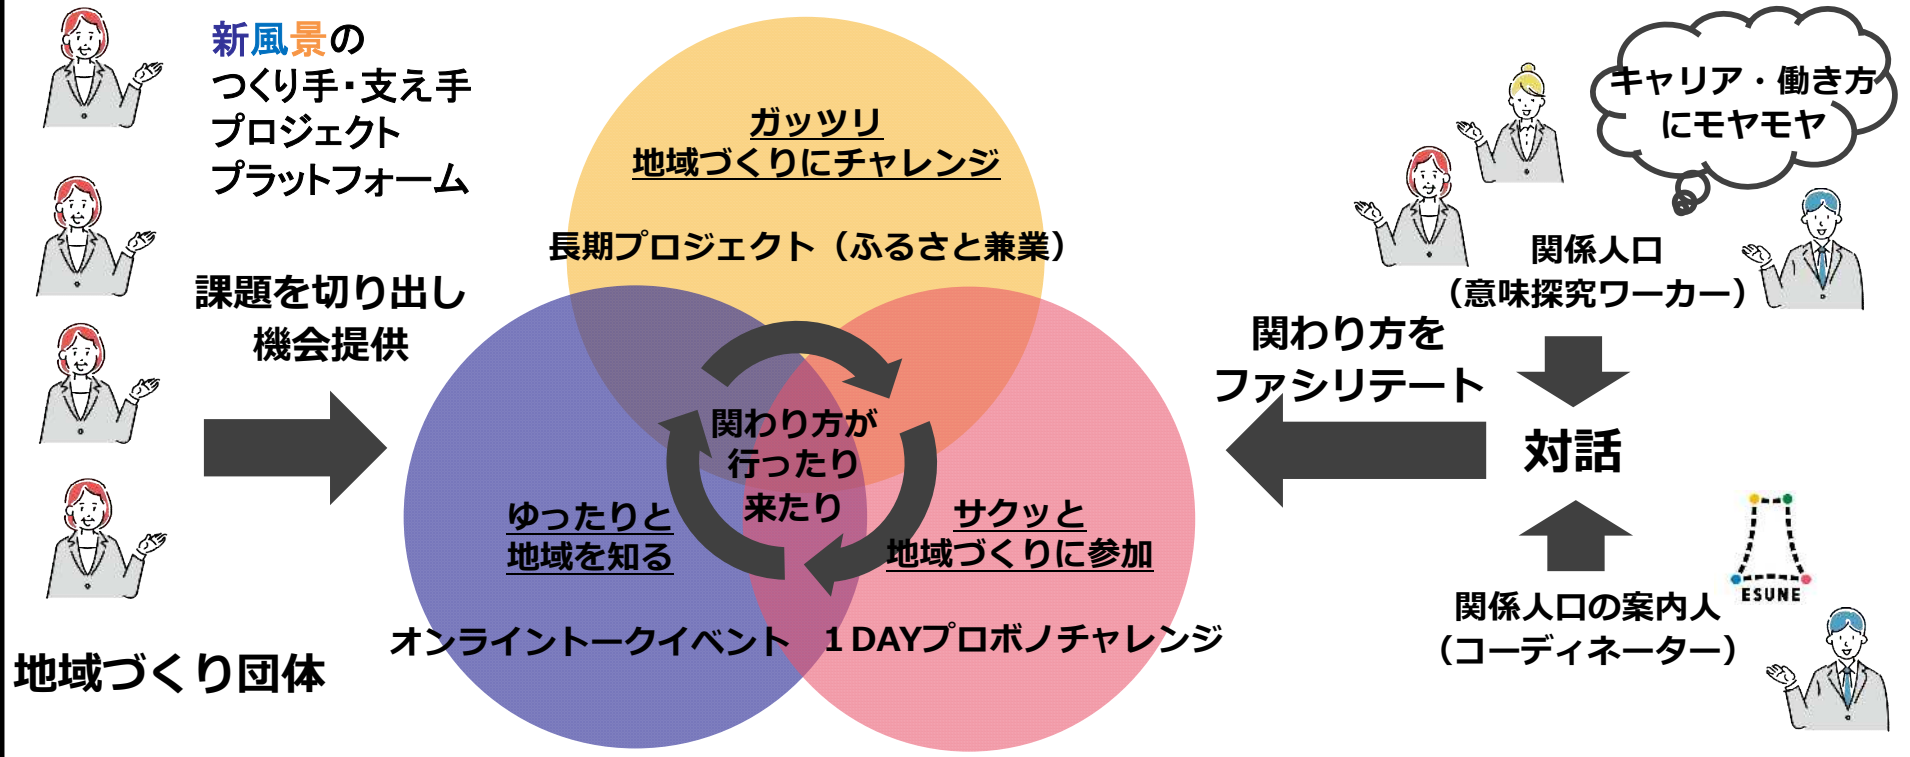 新風景の
つくり手・支え手
プロジェクト
プラットフォーム
課題を切り出し
機会提供
地域づくり団体
ガッツリ
地域づくりにチャレンジ
長期プロジェクト（ふるさと兼業）
関わり方が
行ったり
来たり
ゆったりと
地域を知る
オンライントークイベント
サクッと
地域づくりに参加
１DAYプロボノチャレンジ
キャリア・働き方
にモヤモヤ
関係人口
（意味探究ワーカー）
関わり方を
ファシリテート
対話
ESUNE
関係人口の案内人
（コーディネーター）